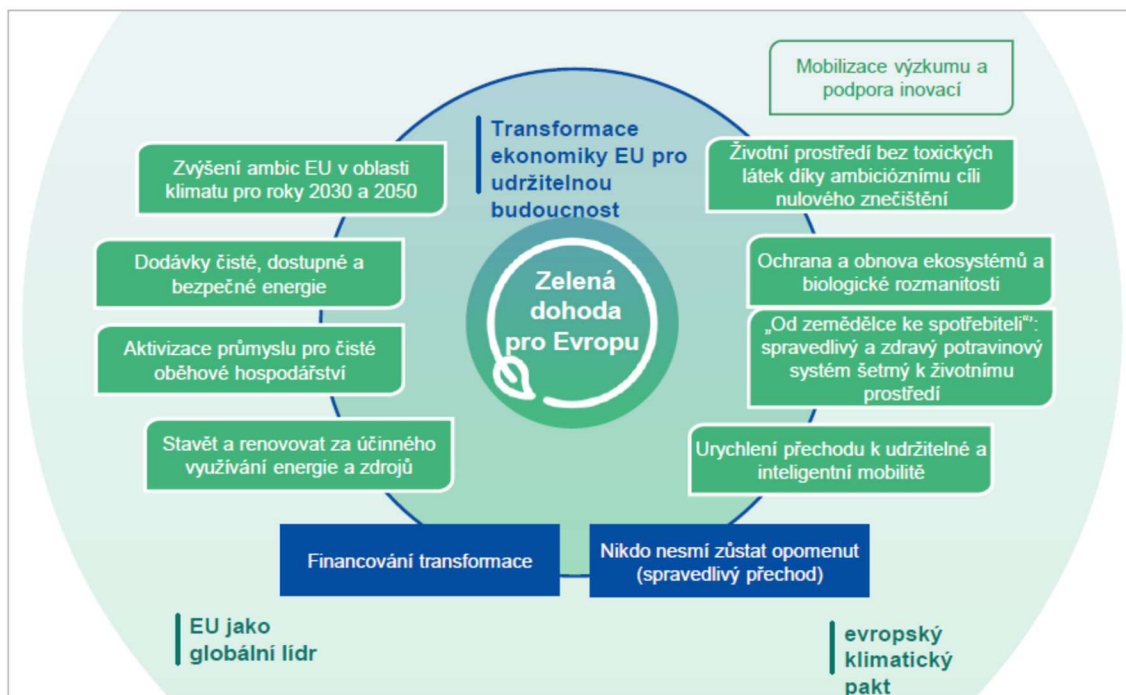 Mobilizace výzkumu a
podpora inovací
Transformace
ekonomiky EU pro
udržitelnou
budoucnost
Zvýšení ambic EU v oblasti
klimatu pro roky 2030 a 2050
Životní prostředí bez toxických
látek díky ambicióznímu cíli
nulového znečištění
Dodávky čisté, dostupné a
bezpečné energie
Ochrana a obnova ekosystémů a
biologické rozmanitosti
Zelená
dohoda
pro Evropu
Aktivizace průmyslu pro čisté
oběhové hospodářství
„Od zemědělce ke spotřebiteli“':
spravedlivý a zdravý potravinový
systém šetrný k životnímu
prostředí
Stavět a renovovat za účinného
využívání energie a zdrojů
Urychlení přechodu k udržitelné a
inteligentní mobilitě
Financování transformace
Nikdo nesmí zůstat opomenut
(spravedlivý přechod)
EU jako
globální lídr
evropský
klimatický
pakt